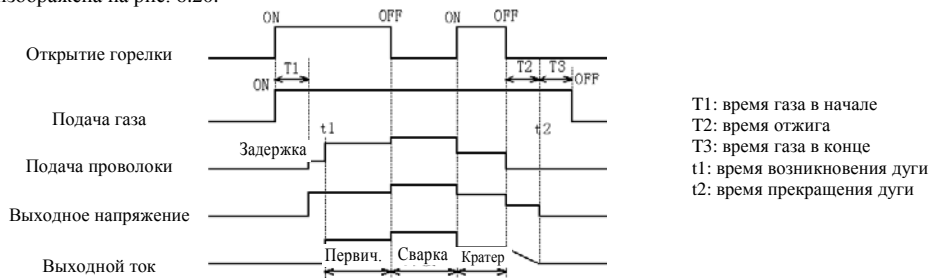 изображена на рис. 6.20.
ON OFF ON OFF
Открытие горелки
T1 T2 T3
ON OFF
Подача газа
t1 t2
Задержка
Подача проволоки
Выходное напряжение
Первич. Сварка Кратер
Выходной ток
T1: время газа в начале
T2: время отжига
T3: время газа в конце
t1: время возникновения дуги
t2: время прекращения дуги